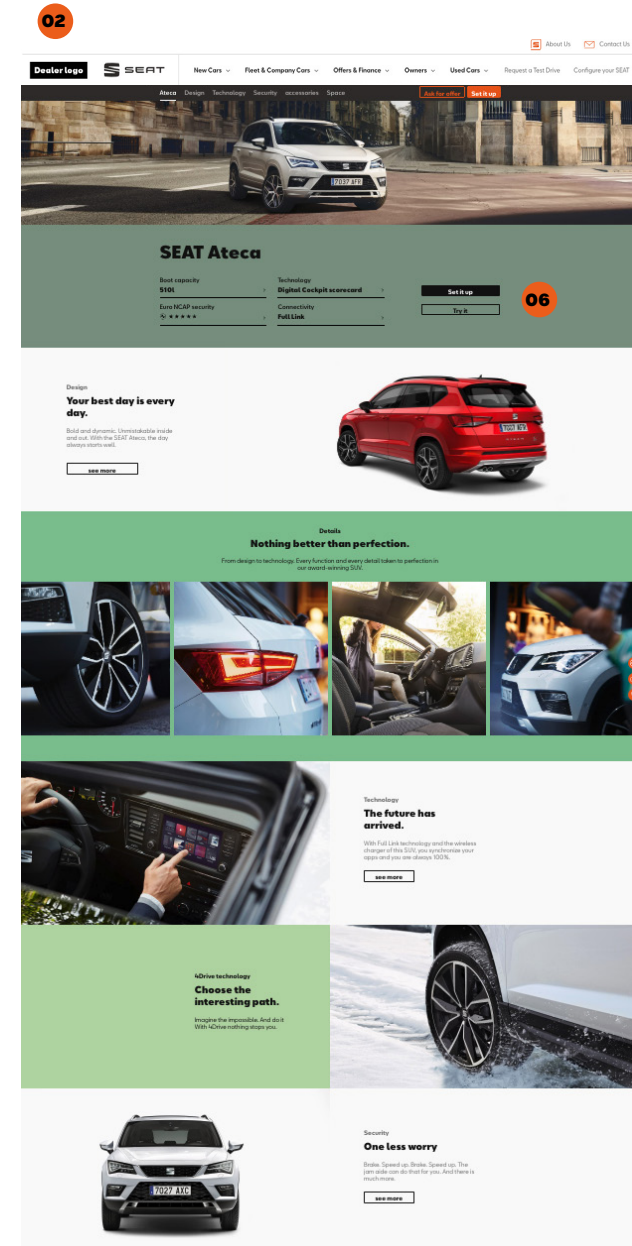 02
About Us
Contact Us
Dealer logo
SEAT
New Cars
Fleet & Company Cars
Offers & Finance
Owners
Used Cars
Request a Test Drive
Configure your SEAT
Ateca
Design
Technology
Security
accessories
Space
Ask for offer
Set it up
7037 AFR
SEAT Ateca
Boot capacity
510l
Technology
Digital Cockpit scorecard
Set it up
06
Euro NCAP security
★★★★★
Connectivity
Full Link
Try it
Design
Your best day is every
day.
Bold and dynamic. Unmistakable inside
and out. With the SEAT Ateca, the day
always starts well.
see more
Details
Nothing better than perfection.
From design to technology. Every function and every detail taken to perfection in
our award-winning SUV.
Technology
The future has
arrived.
With Full Link technology and the wireless
charger of this SUV, you synchronize your
apps and you are always 100%.
see more
4Drive technology
Choose the
interesting path.
Imagine the impossible. And do it
With 4Drive nothing stops you.
Security
One less worry
Brake. Speed up. Brake. Speed up. The
jam side can do that for you. And there is
much more.
see more
7027 AXC